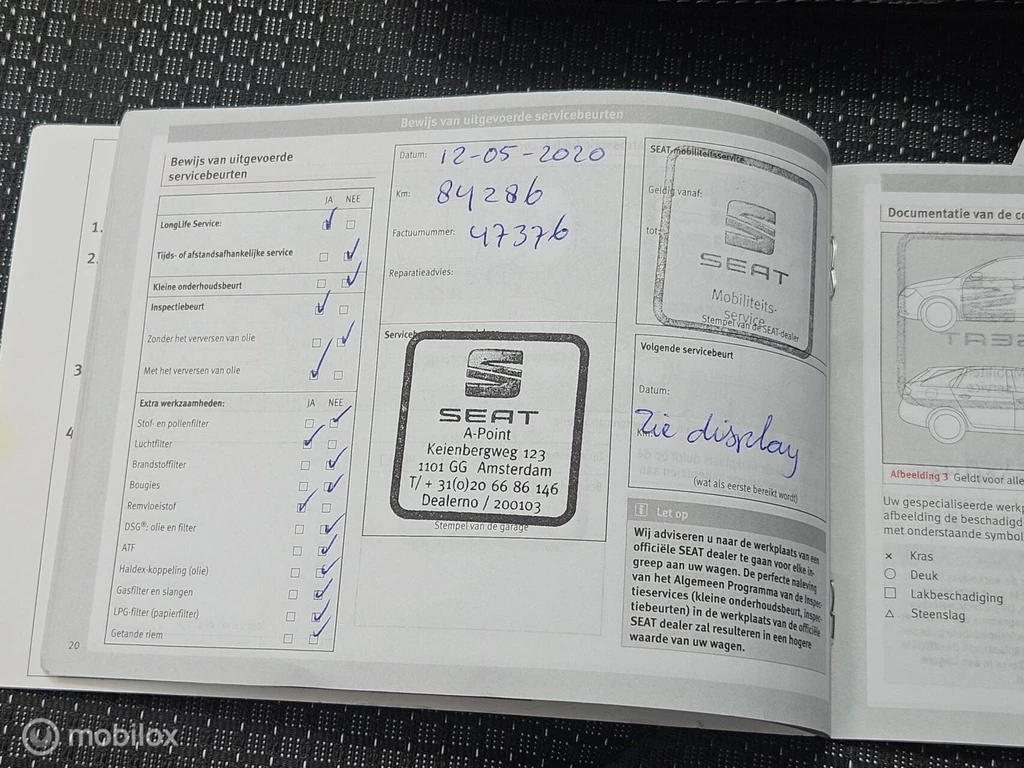 Bewijs van uitgevoerde servicebeurten
Bewijs van uitgevoerde
servicebeurten
JA NEE
LongLife Service:
Tijds- of afstandsafhankelijke service
Kleine onderhoudsbeurt
Inspectiebeurt
Zonder het verversen van olie
Met het verversen van olie
Extra werkzaamheden: JA NEE
Stof- en pollenfilter
Luchtfilter
Brandstoffilter
Bougies
Remvloeistof
DSG®: olie en filter
ATF
Haldex-koppeling (olie)
Gasfilter en slangen
LPG-filter (papierfilter)
Getande riem
20
Datum: 12-05-2020
Km: 84286
Factuurnummer: 47376
Reparatieadvies:
SEAT
A-Point
Keienbergweg 123
1101 GG Amsterdam
T/ + 31(0)20 66 86 146
Dealerno / 200103
Stempel van de garage
SEAT-mobiliteitsservice
Geldig vanaf:
tot:
SEAT
Mobiliteits-
service
Stempel van de SEAT-dealer
Volgende servicebeurt
Datum:
Zie display
(wat als eerste bereikt wordt)
Let op
Wij adviseren u naar de werkplaats van een
officiële SEAT dealer te gaan voor elke in-
greep aan uw wagen. De perfecte naleving
van het Algemeen Programma van de Inspec-
tieservices (kleine onderhoudsbeurt, inspec-
tiebeurten) in de werkplaats van de officiële
SEAT dealer zal resulteren in een hogere
waarde van uw wagen.
1.
2.
3
4
Documentatie van de
Afbeelding 3 Geldt voor alle
Uw gespecialiseerde
afbeelding de
met onderstaande
× Kras
○ Deuk
□ Lakbeschadiging
△ Steenslag
mobilox